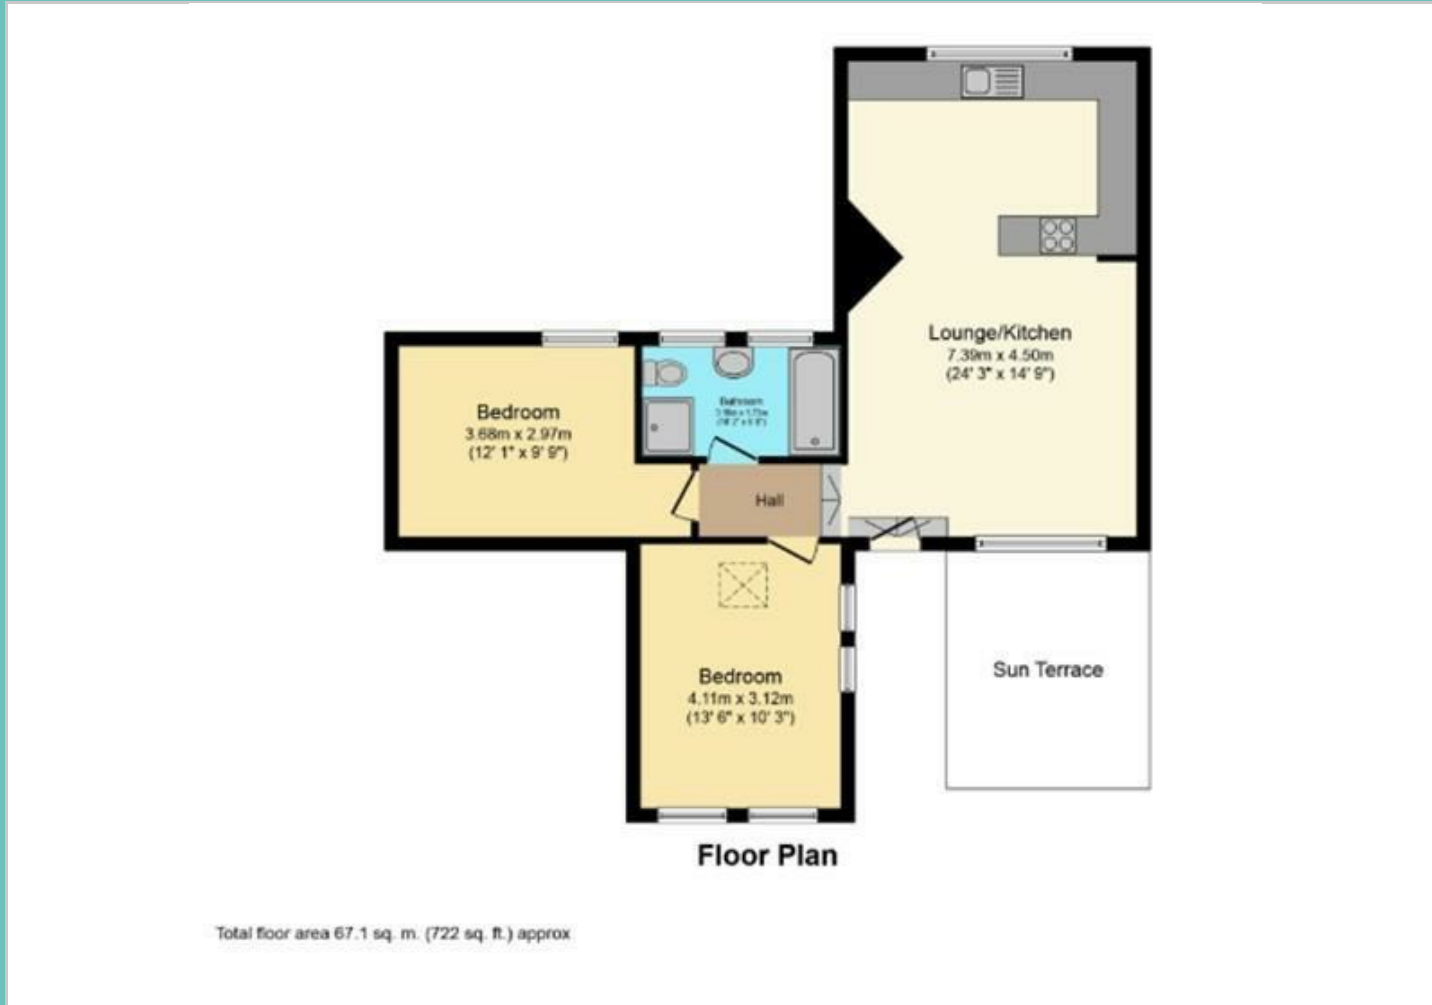 Lounge/Kitchen
7.39m x 4.50m
(24' 3" x 14' 9")
Bedroom
3.68m x 2.97m
(12' 1" x 9' 9")
Bathroom
Hall
Bedroom
4.11m x 3.12m
(13' 6" x 10' 3")
Sun Terrace
Floor Plan
Total floor area 67.1 sq. m. (722 sq. ft.) approx